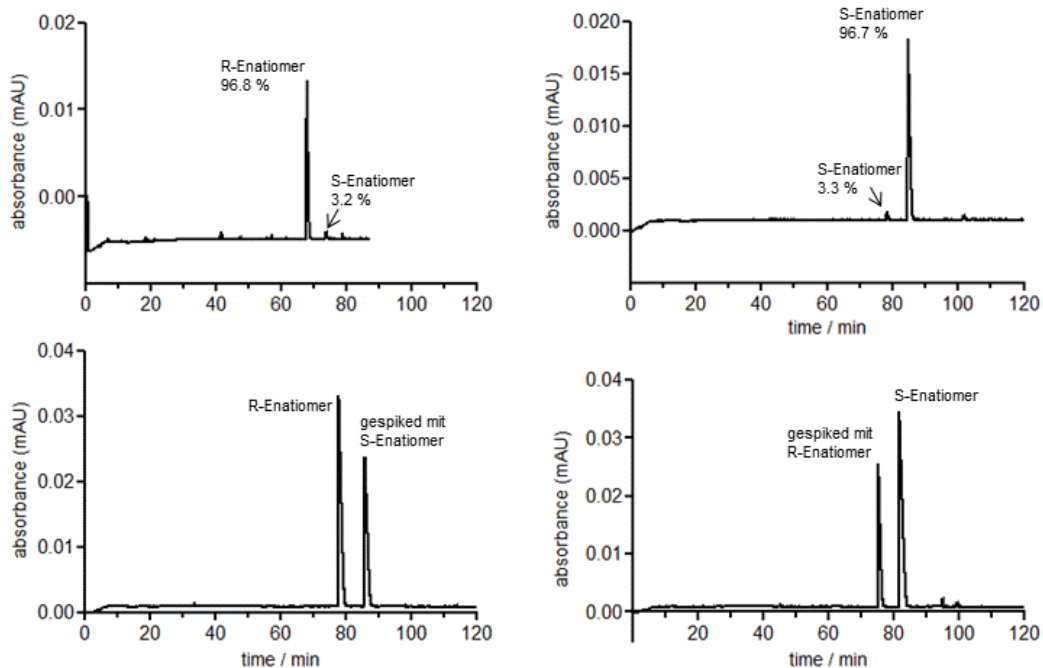 0.02
0.01
0.00
absorbance (mAU)
R-Enatiomer
96.8 %
S-Enatiomer
3.2 %
0 20 40 60 80 100 120
0.020
0.015
0.010
0.005
0.000
absorbance (mAU)
S-Enatiomer
96.7 %
S-Enatiomer
3.3 %
0 20 40 60 80 100 120
time / min
0.04
0.03
0.02
0.01
0.00
absorbance (mAU)
R-Enatiomer
gespiked mit
S-Enatiomer
0 20 40 60 80 100 120
time / min
0.04
0.03
0.02
0.01
0.00
absorbance (mAU)
S-Enatiomer
gespiked mit
R-Enatiomer
20 40 60 80 100 120
time / min